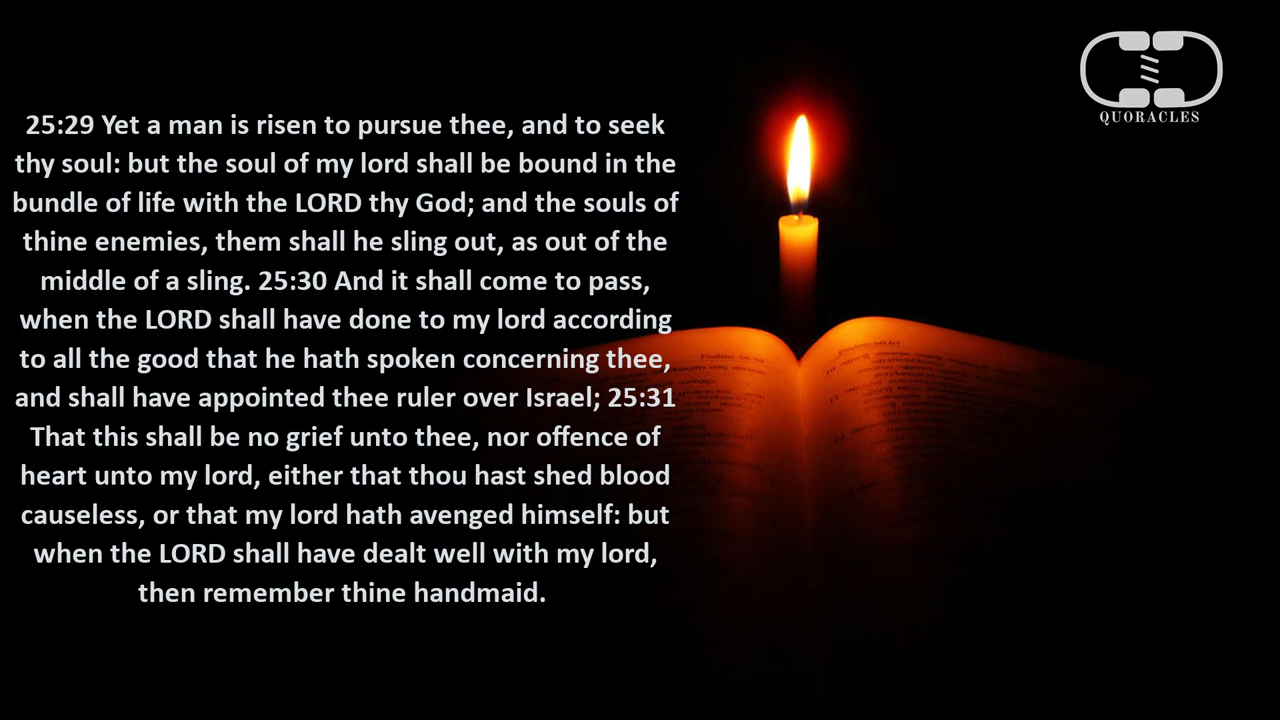 25:29 Yet a man is risen to pursue thee, and to seek
thy soul: but the soul of my lord shall be bound in the
bundle of life with the LORD thy God; and the souls of
thine enemies, them shall he sling out, as out of the
middle of a sling. 25:30 And it shall come to pass,
when the LORD shall have done to my lord according
to all the good that he hath spoken concerning thee,
and shall have appointed thee ruler over Israel; 25:31
That this shall be no grief unto thee, nor offence of
heart unto my lord, either that thou hast shed blood
causeless, or that my lord hath avenged himself: but
when the LORD shall have dealt well with my lord,
then remember thine handmaid.
QUORACLES